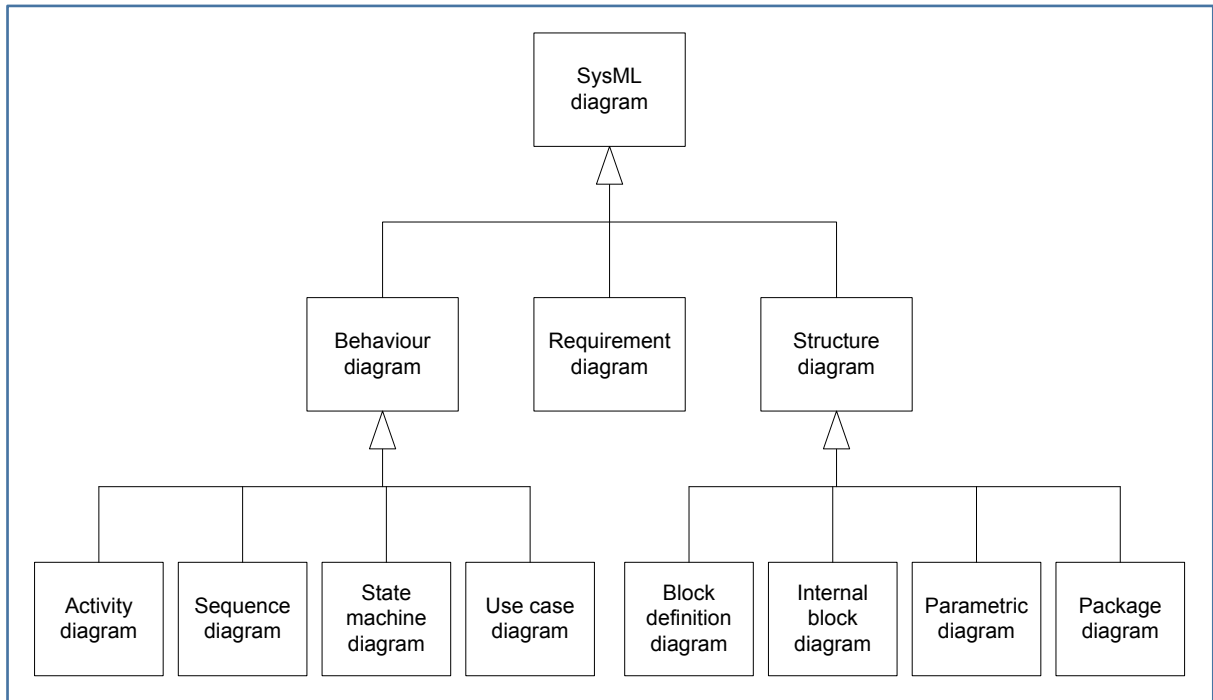 SysML
diagram
Behaviour
diagram
Requirement
diagram
Structure
diagram
Activity
diagram
Sequence
diagram
State
machine
diagram
Use case
diagram
Block
definition
diagram
Internal
block
diagram
Parametric
diagram
Package
diagram